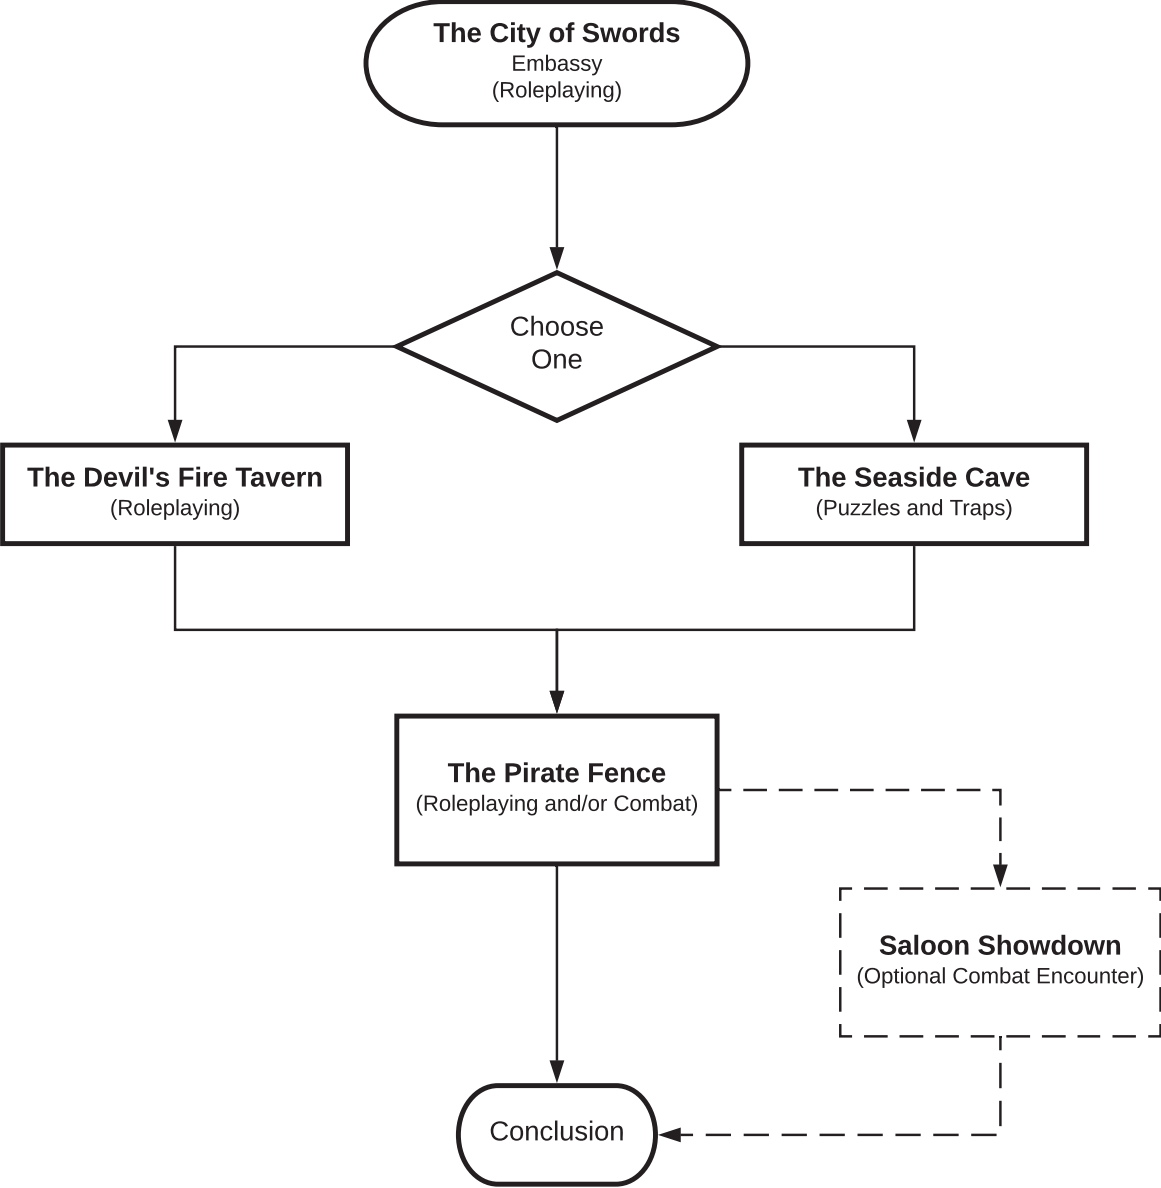 The City of Swords
Embassy
(Roleplaying)
Choose
One
The Devil's Fire Tavern
(Roleplaying)
The Seaside Cave
(Puzzles and Traps)
The Pirate Fence
(Roleplaying and/or Combat)
Saloon Showdown
(Optional Combat Encounter)
Conclusion